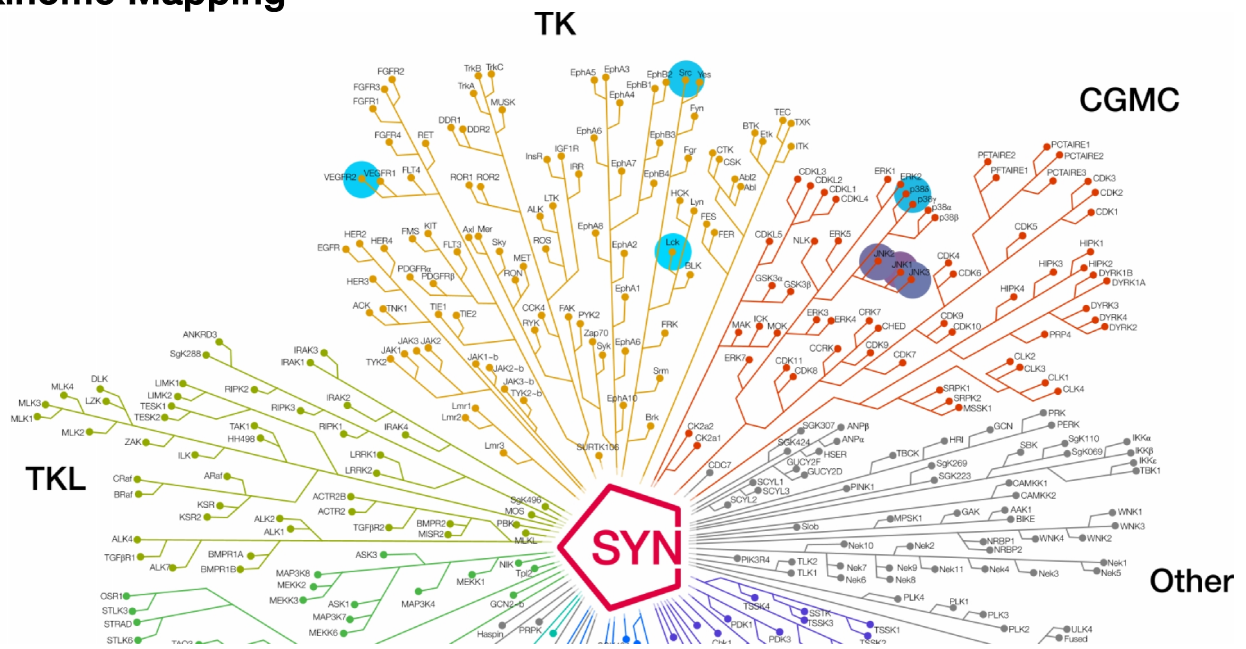 Kinome Mapping
TK
CGMC
TKL
Other
SYN
FGFR2
FGFR3
FGFR1
FGFR4
RET
TrkB TrkC
TrkA
MUSK
DDR1
DDR2
VEGFR2
VEGFR1
FLT4
ROR1 ROR2
InsR
IGF1R
IRR
EphA5
EphA3
EphA4
EphA6
EphA7
EphB2
EphB1
EphB3
EphB4
Src
Yes
Fyn
Fgr
CTK
CSK
Abl2
Abl
BTK
Etk
TEC
TXK
ITK
HCK
Lyn
FES
FER
Lck
BLK
LTK
ALK
ROS
EphA8
EphA2
EphA1
HER2
EGFR
HER4
HER3
FMS
KIT
FLT3
Axl Mer
Sky
MET
RON
PDGFRα
PDGFRβ
ACK
TNK1
TIE1
TIE2
CCK4
RYK
FAK
PYK2
Zap70
Syk
EphA6
FRK
Srm
EphA10
Brk
JAK3 JAK2
JAK1
TYK2
JAK1~b
JAK2~b
JAK3~b
TYK2~b
Lmr1
Lmr2
Lmr3
SURTK106
CDKL3
CDKL2
CDKL1
CDKL4
CDKL5
ERK1
ERK2
p38δ
p38γ
p38α
p38β
NLK
ERK5
JNK2
JNK1
JNK3
GSK3α
GSK3β
MAK
ICK
MOK
ERK3
ERK4
ERK7
CRK7
CHED
CCRK
CDK9
CDK7
CDK11
CDK8
CDK4
CDK6
CDK9
CDK10
PFTAIRE2
PFTAIRE1
PCTAIRE1
PCTAIRE2
PCTAIRE3
CDK3
CDK2
CDK1
CDK5
HIPK1
HIPK2
HIPK3
HIPK4
DYRK1B
DYRK1A
DYRK3
DYRK4
DYRK2
PRP4
CLK2
CLK3
CLK1
CLK4
SRPK1
SRPK2
MSSK1
CK2a2
CK2a1
CDC7
ANKRD3
SgK288
DLK
MLK4
LZK
MLK3
MLK1
MLK2
LIMK1
LIMK2
TESK1
TESK2
ZAK
ILK
TAK1
HH498
RIPK2
RIPK3
RIPK1
IRAK3
IRAK1
IRAK2
IRAK4
LRRK1
LRRK2
CRaf
BRaf
ARaf
KSR
KSR2
ACTR2B
ACTR2
ALK2
ALK1
TGFβR2
BMPR2
MISR2
ALK4
TGFβR1
ALK7
BMPR1A
BMPR1B
SgK496
MOS
PBK
MLKL
ASK3
MAP3K8
MEKK2
MEKK3
ASK1
MAP3K7
MEKK6
MAP3K4
MEKK1
NIK
Tpl2
GCN2~b
Haspin
PRPK
OSR1
STLK3
STRAD
STLK6
SGK307
SGK424
ANPβ
ANPα
HSER
GUCY2F
GUCY2D
SCYL1
SCYL3
SCYL2
PINK1
TBCK
HRI
GCN
PRK
PERK
SgK269
SGK223
SBK
SgK110
SgK069
IKKα
IKKβ
IKKε
TBK1
CAMKK1
CAMKK2
MPSK1
GAK
AAK1
BIKE
WNK1
WNK3
WNK4
WNK2
Slob
NRBP1
NRBP2
PIK3R4
Nek10
Nek2
TLK2
TLK1
Nek7
Nek6
Nek9
Nek8
Nek11
Nek4
Nek3
Nek1
Nek5
PLK4
PLK1
PLK3
PLK2
ULK4
Fused
TSSK4
SSTK
TSSK3
TSSK1
PDK1
PDK3